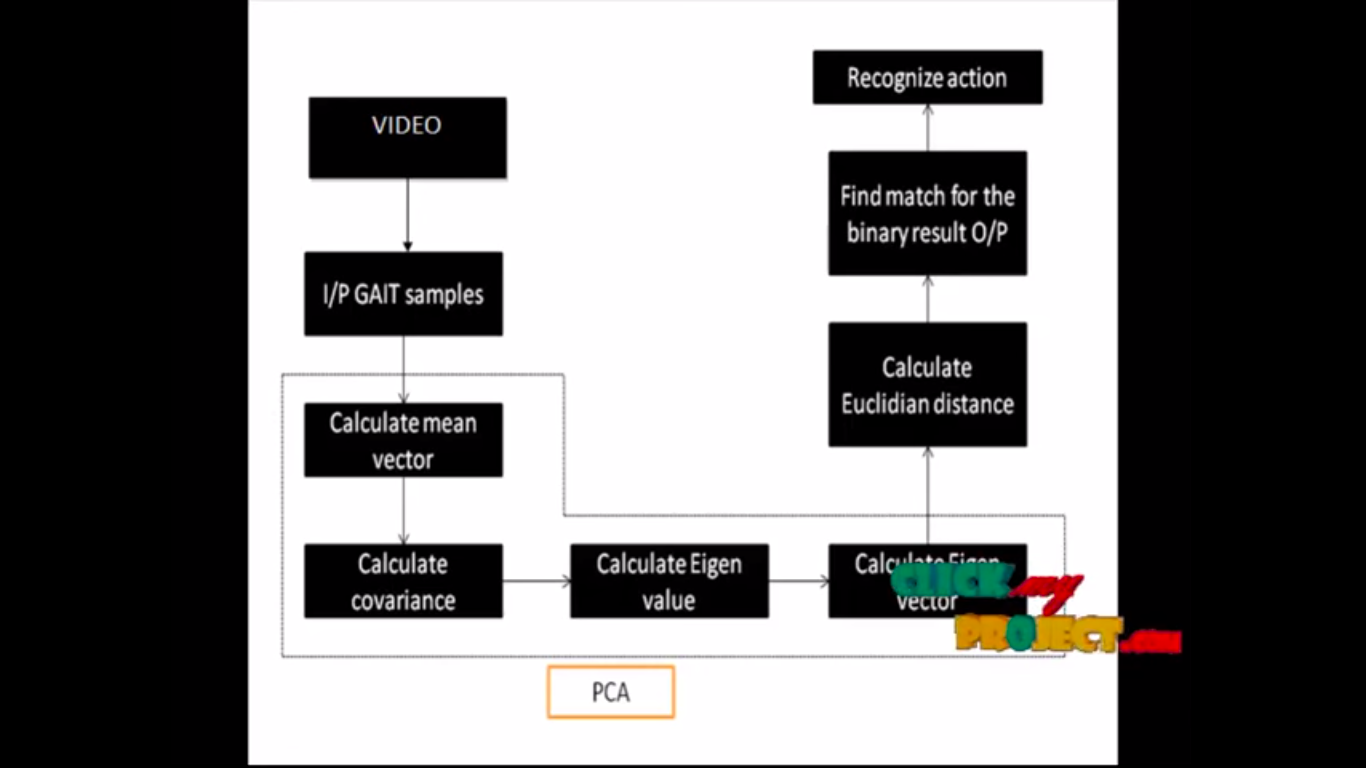 VIDEO
I/P GAIT samples
Calculate mean
vector
Calculate
covariance
Calculate Eigen
value
Calculate Eigen
vector
Calculate
Euclidian distance
Find match for the
binary result O/P
Recognize action
PCA
CLICK my
PROJECT.com